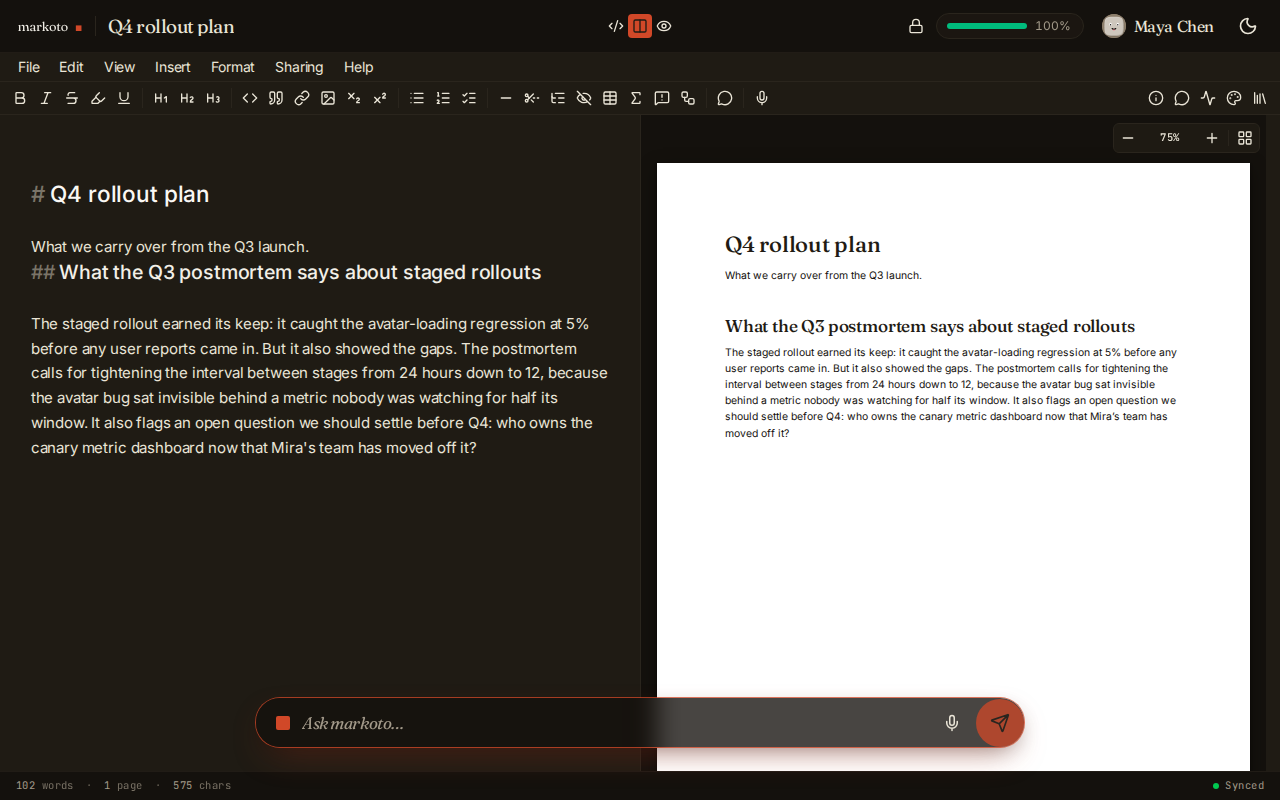 markoto
Q4 rollout plan
100%
Maya Chen
File Edit View Insert Format Sharing Help
H1 H2 H3
75%
# Q4 rollout plan
What we carry over from the Q3 launch.
## What the Q3 postmortem says about staged rollouts
The staged rollout earned its keep: it caught the avatar-loading regression at 5%
before any user reports came in. But it also showed the gaps. The postmortem
calls for tightening the interval between stages from 24 hours down to 12, because
the avatar bug sat invisible behind a metric nobody was watching for half its
window. It also flags an open question we should settle before Q4: who owns the
canary metric dashboard now that Mira's team has moved off it?
Q4 rollout plan
What we carry over from the Q3 launch.
What the Q3 postmortem says about staged rollouts
The staged rollout earned its keep: it caught the avatar-loading regression at 5% before any
user reports came in. But it also showed the gaps. The postmortem calls for tightening the
interval between stages from 24 hours down to 12, because the avatar bug sat invisible
behind a metric nobody was watching for half its window. It also flags an open question we
should settle before Q4: who owns the canary metric dashboard now that Mira's team has
moved off it?
Ask markoto...
102 words · 1 page · 575 chars
Synced